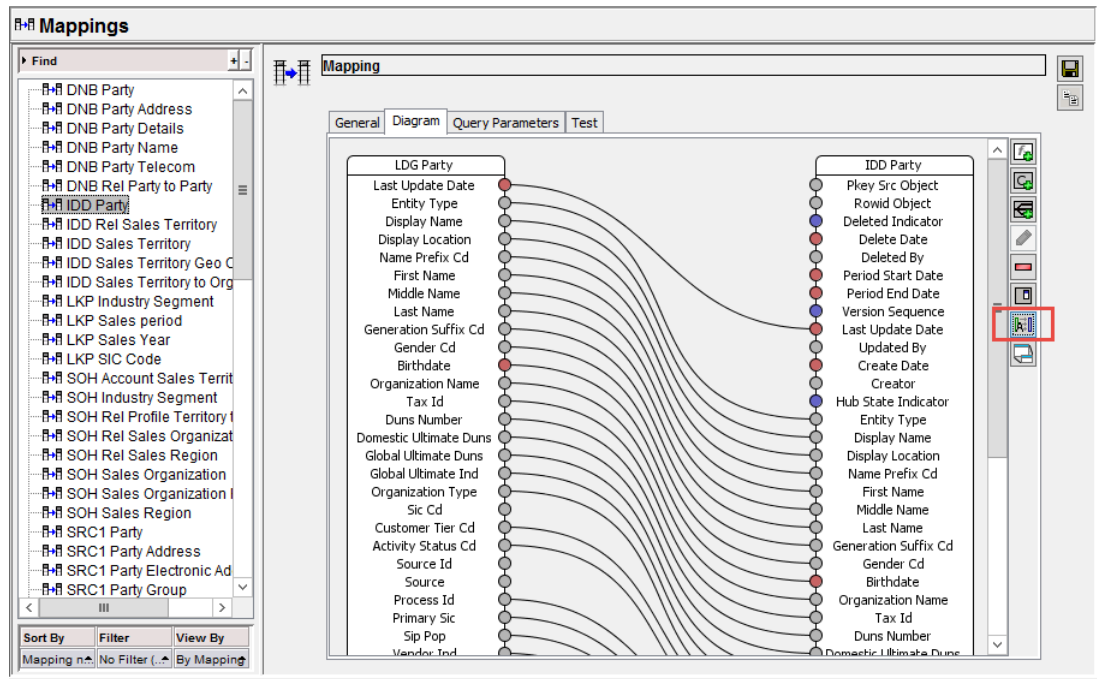 Mappings
Find
+ -
DNB Party
DNB Party Address
DNB Party Details
DNB Party Name
DNB Party Telecom
DNB Rel Party to Party
IDD Party
IDD Rel Sales Territory
IDD Sales Territory
IDD Sales Territory Geo C
IDD Sales Territory to Org
LKP Industry Segment
LKP Sales period
LKP Sales Year
LKP SIC Code
SOH Account Sales Territ
SOH Industry Segment
SOH Rel Profile Territory t
SOH Rel Sales Organizat
SOH Rel Sales Region
SOH Sales Organization
SOH Sales Organization
SOH Sales Region
SRC1 Party
SRC1 Party Address
SRC1 Party Electronic Ad
SRC1 Party Group
Sort By Filter View By
Mapping n... No Filter (... By Mapping
Mapping
General Diagram Query Parameters Test
LDG Party
Last Update Date
Entity Type
Display Name
Display Location
Name Prefix Cd
First Name
Middle Name
Last Name
Generation Suffix Cd
Gender Cd
Birthdate
Organization Name
Tax Id
Duns Number
Domestic Ultimate Duns
Global Ultimate Duns
Global Ultimate Ind
Organization Type
Sic Cd
Customer Tier Cd
Activity Status Cd
Source Id
Source
Process Id
Primary Sic
Sip Pop
Vendor Ind
IDD Party
Pkey Src Object
Rowid Object
Deleted Indicator
Delete Date
Deleted By
Period Start Date
Period End Date
Version Sequence
Last Update Date
Updated By
Create Date
Creator
Hub State Indicator
Entity Type
Display Name
Display Location
Name Prefix Cd
First Name
Middle Name
Last Name
Generation Suffix Cd
Gender Cd
Birthdate
Organization Name
Tax Id
Duns Number
Domestic Ultimate Duns